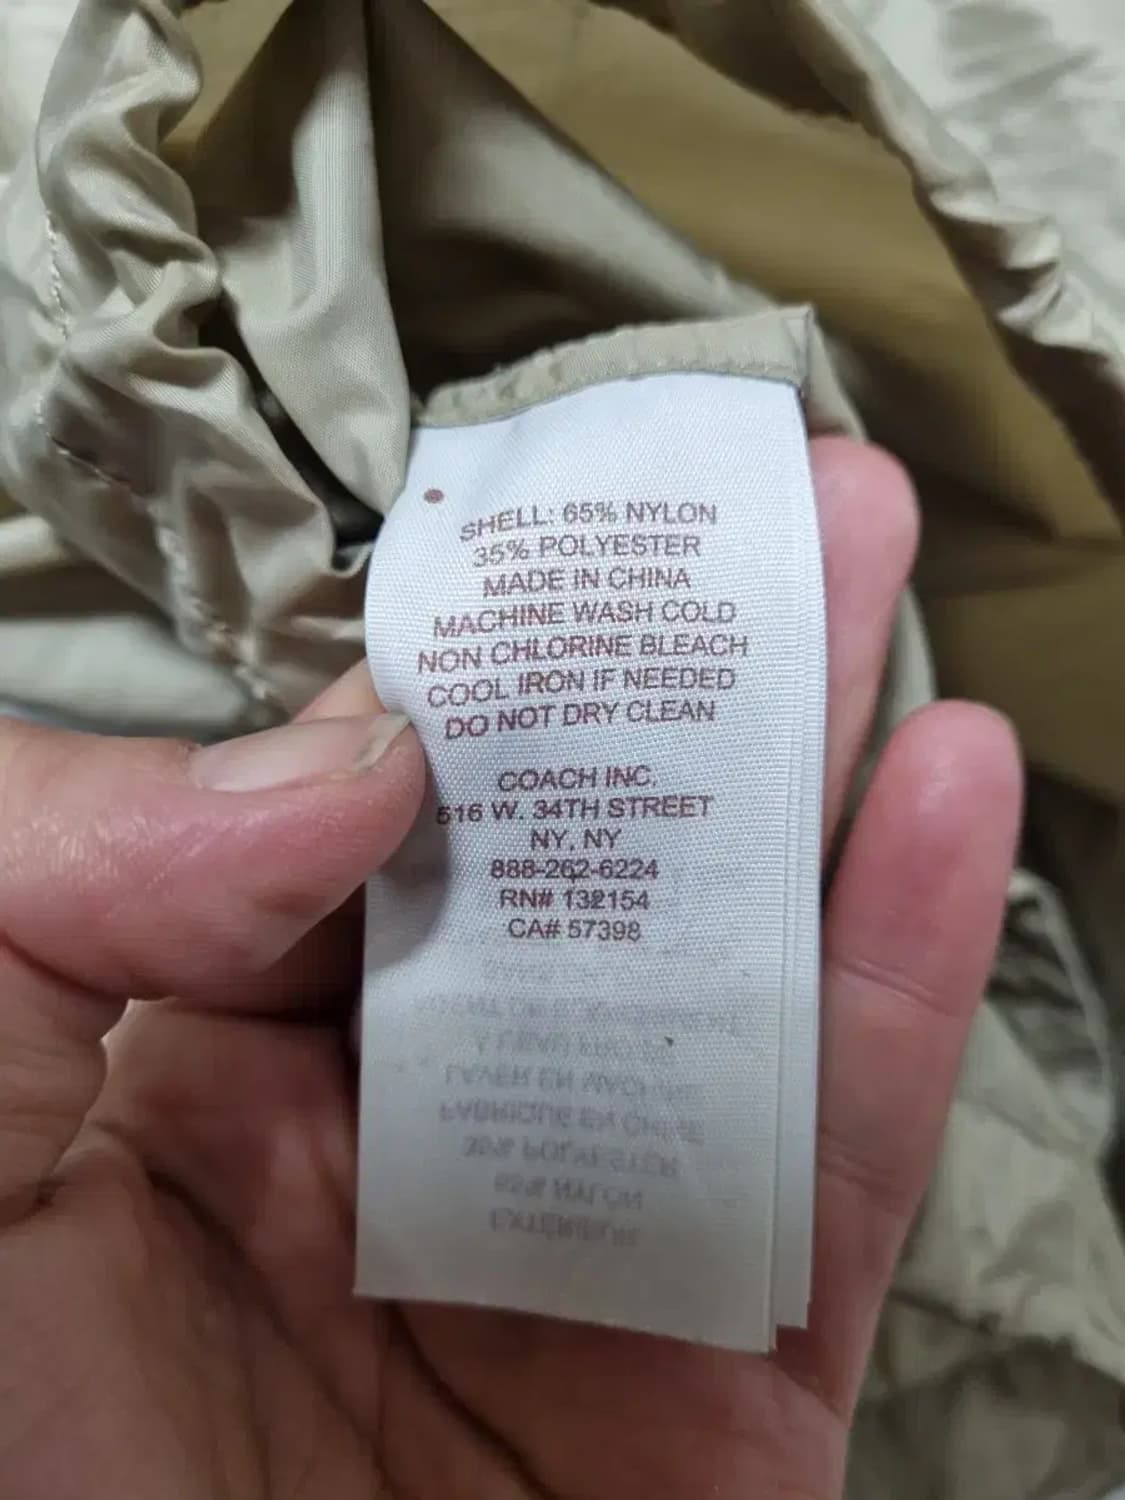 SHELL: 65% NYLON
35% POLYESTER
MADE IN CHINA
MACHINE WASH COLD
NON CHLORINE BLEACH
COOL IRON IF NEEDED
DO NOT DRY CLEAN
COACH INC.
516 W. 34TH STREET
NY, NY
888-262-6224
RN# 132154
CA# 57398